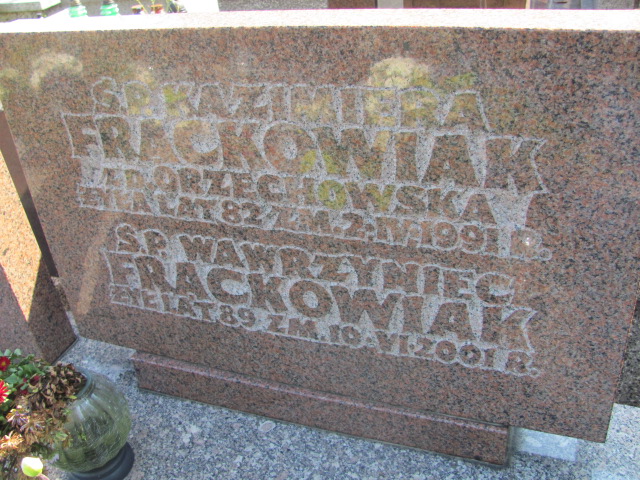 Ś.P. KAZIMIERA
FRĄCKOWIAK
Z D. ORZECHOWSKA
ŻYŁA LAT 82 ZM. 2-IV-1991 R.
Ś.P. WAWRZYNIEC
FRĄCKOWIAK
ŻYŁ LAT 89 ZM. 10-VI-2001 R.